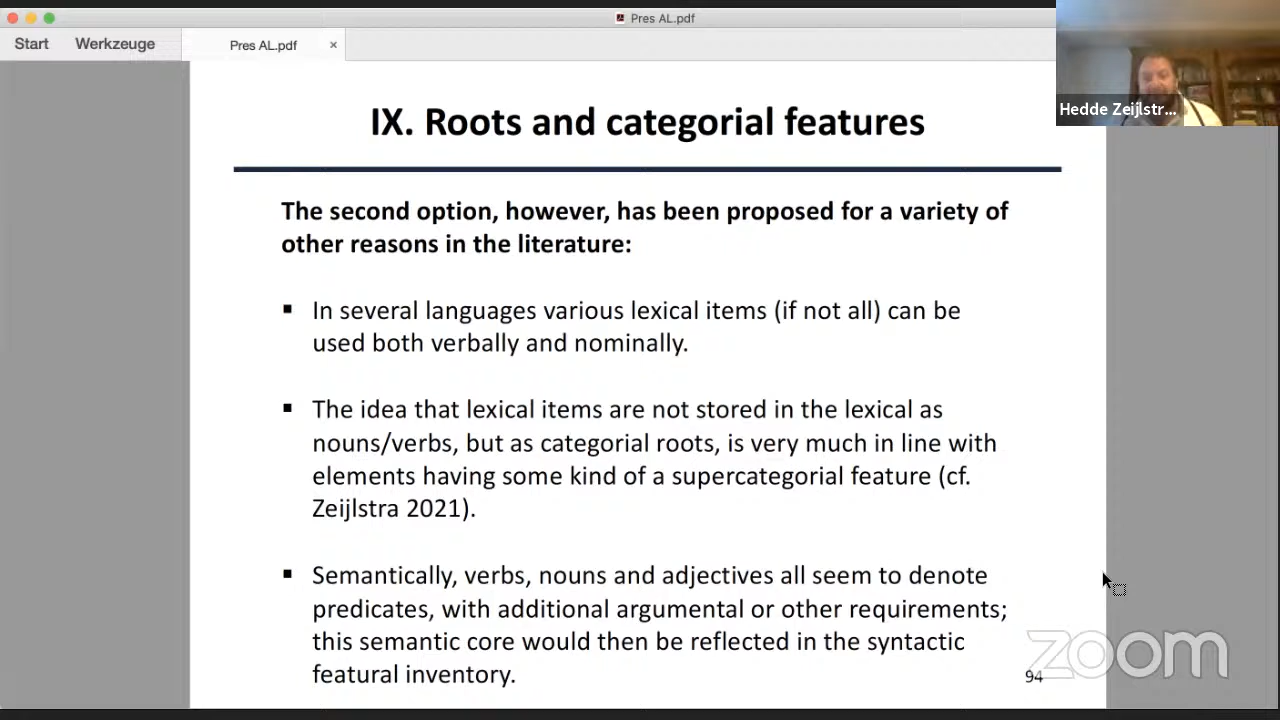 Pres AL.pdf
Start Werkzeuge Pres AL.pdf ×
Hedde Zeijlstr...
IX. Roots and categorial features
The second option, however, has been proposed for a variety of
other reasons in the literature:
▪ In several languages various lexical items (if not all) can be
used both verbally and nominally.
▪ The idea that lexical items are not stored in the lexical as
nouns/verbs, but as categorial roots, is very much in line with
elements having some kind of a supercategorial feature (cf.
Zeijlstra 2021).
▪ Semantically, verbs, nouns and adjectives all seem to denote
predicates, with additional argumental or other requirements;
this semantic core would then be reflected in the syntactic
featural inventory.
94
zoom